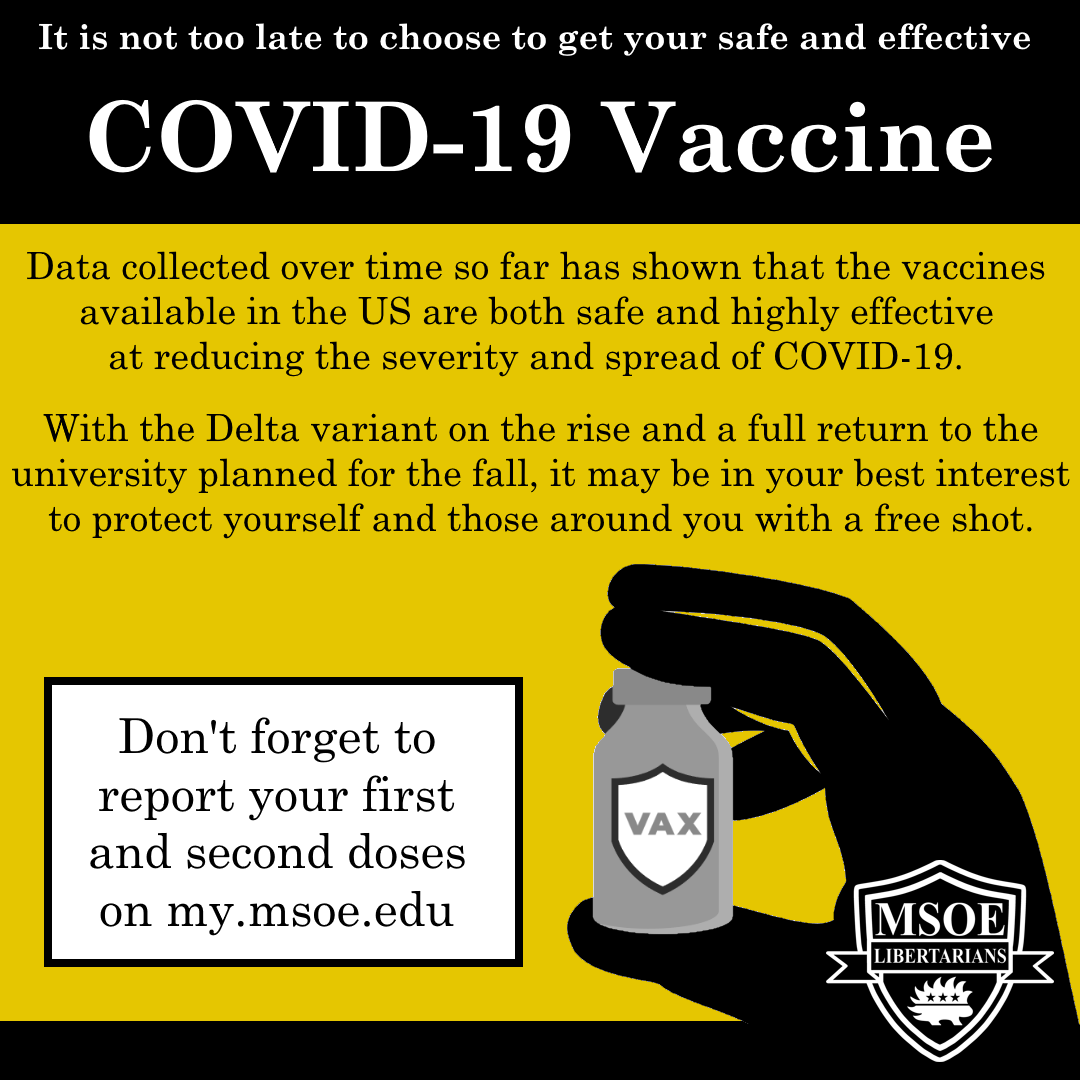 It is not too late to choose to get your safe and effective
COVID-19 Vaccine
Data collected over time so far has shown that the vaccines
available in the US are both safe and highly effective
at reducing the severity and spread of COVID-19.
With the Delta variant on the rise and a full return to the
university planned for the fall, it may be in your best interest
to protect yourself and those around you with a free shot.
Don't forget to
report your first
and second doses
on my.msoe.edu
VAX
MSOE
LIBERTARIANS